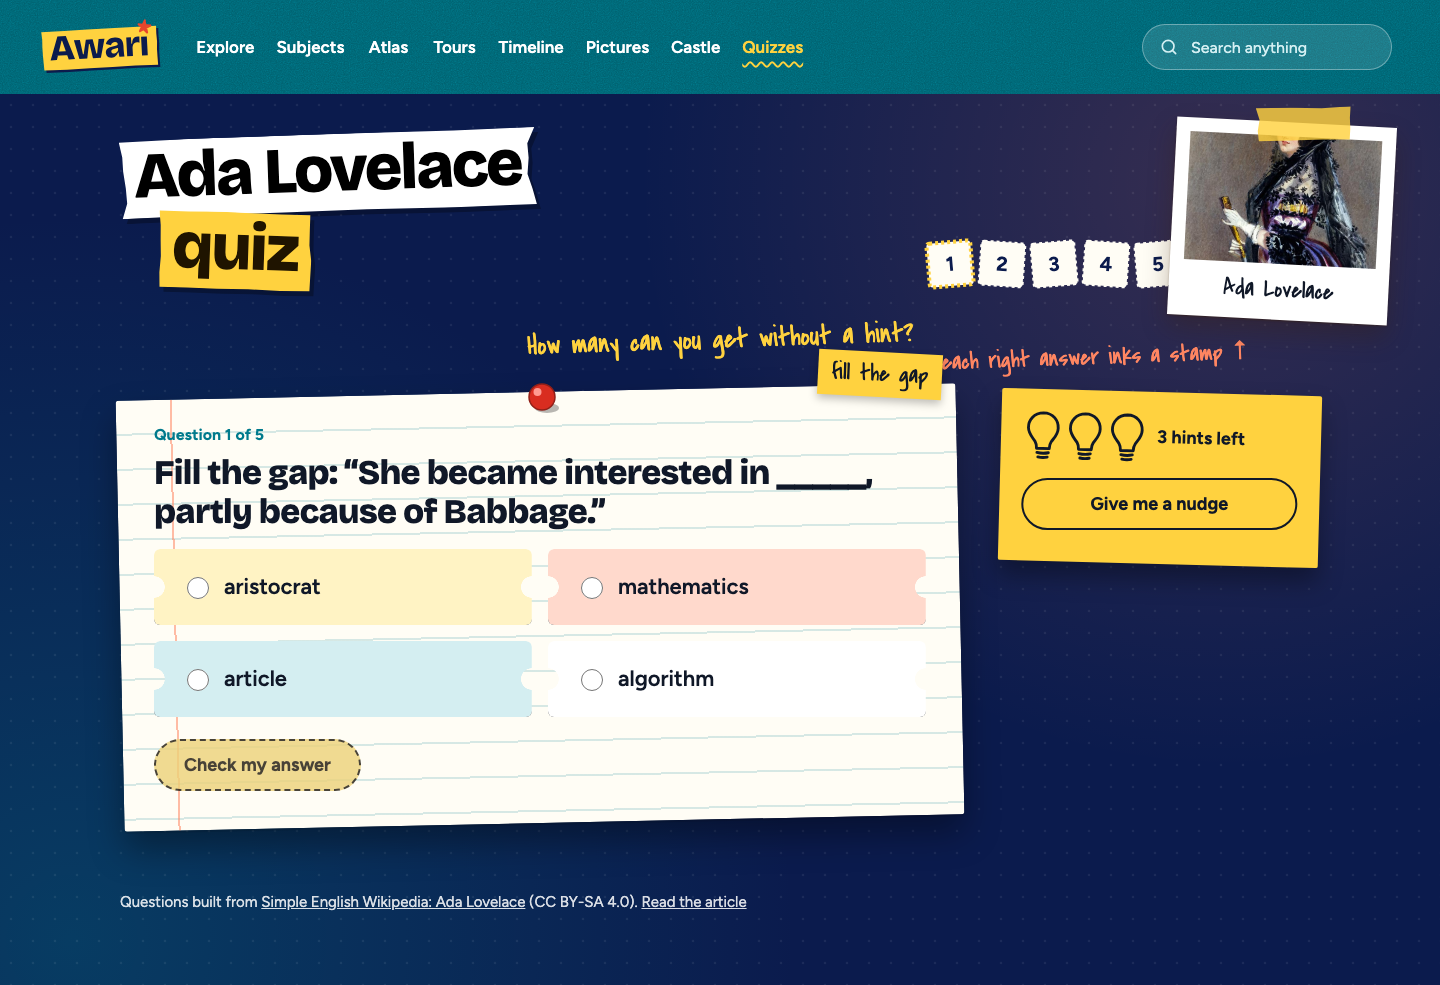 Awari
Explore Subjects Atlas Tours Timeline Pictures Castle Quizzes
Search anything
Ada Lovelace
quiz
1 2 3 4 5
Ada Lovelace
How many can you get without a hint?
each right answer inks a stamp ↑
fill the gap
Question 1 of 5
Fill the gap: “She became interested in ______,
partly because of Babbage.”
aristocrat
mathematics
article
algorithm
Check my answer
3 hints left
Give me a nudge
Questions built from Simple English Wikipedia: Ada Lovelace (CC BY-SA 4.0). Read the article